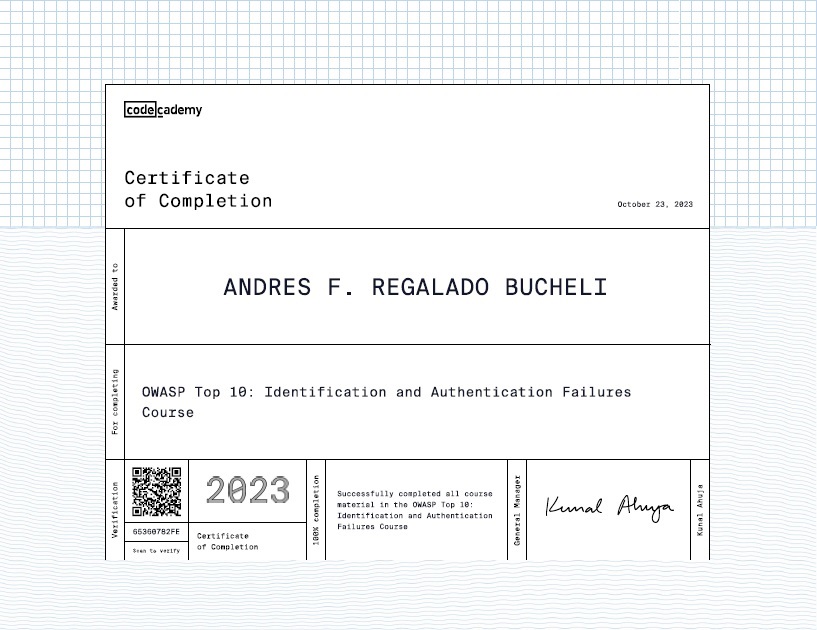 codecademy
Certificate
of Completion
October 23, 2023
Awarded to
ANDRES F. REGALADO BUCHELI
For completing
OWASP Top 10: Identification and Authentication Failures
Course
Verification
65360782FE
Scan to verify
2023
Certificate
of Completion
100% completion
Successfully completed all course
material in the OWASP Top 10:
Identification and Authentication
Failures Course
General Manager
Kunal Ahuja
Kunal Ahuja